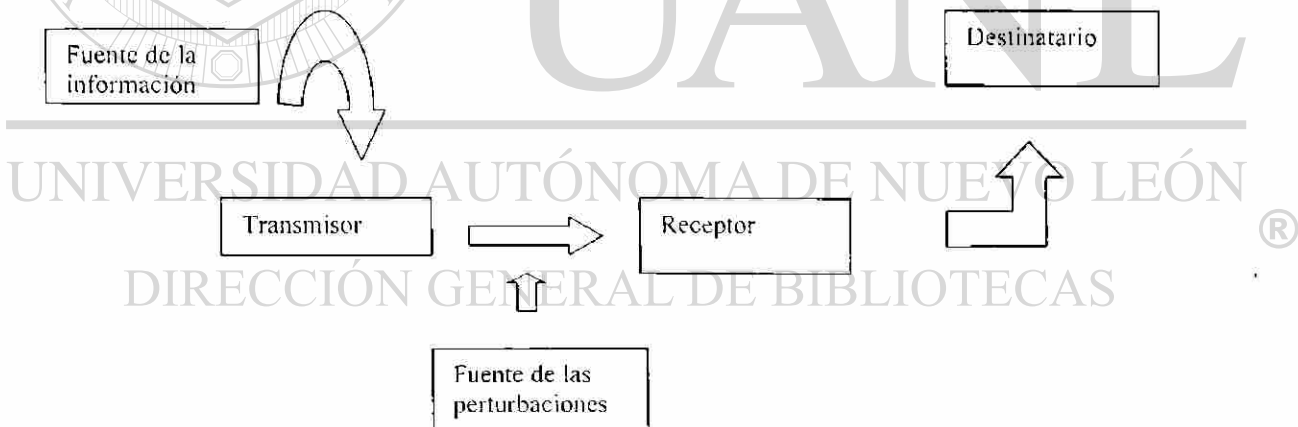 UANL
Fuente de la
información
Destinatario
UNIVERSIDAD AUTÓNOMA DE NUEVO LEÓN
®
Transmisor
Receptor
DIRECCIÓN GENERAL DE BIBLIOTECAS
Fuente de las
perturbaciones